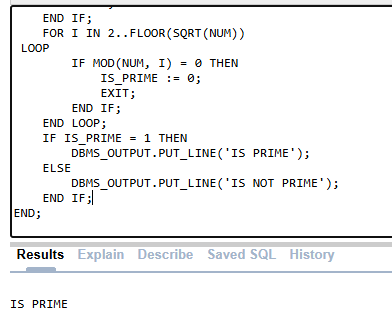 END IF;
    FOR I IN 2..FLOOR(SQRT(NUM))
 LOOP
        IF MOD(NUM, I) = 0 THEN
            IS_PRIME := 0;
            EXIT;
        END IF;
    END LOOP;
    IF IS_PRIME = 1 THEN
        DBMS_OUTPUT.PUT_LINE('IS PRIME');
    ELSE
        DBMS_OUTPUT.PUT_LINE('IS NOT PRIME');
    END IF;
END;
Results Explain Describe Saved SQL History
IS PRIME